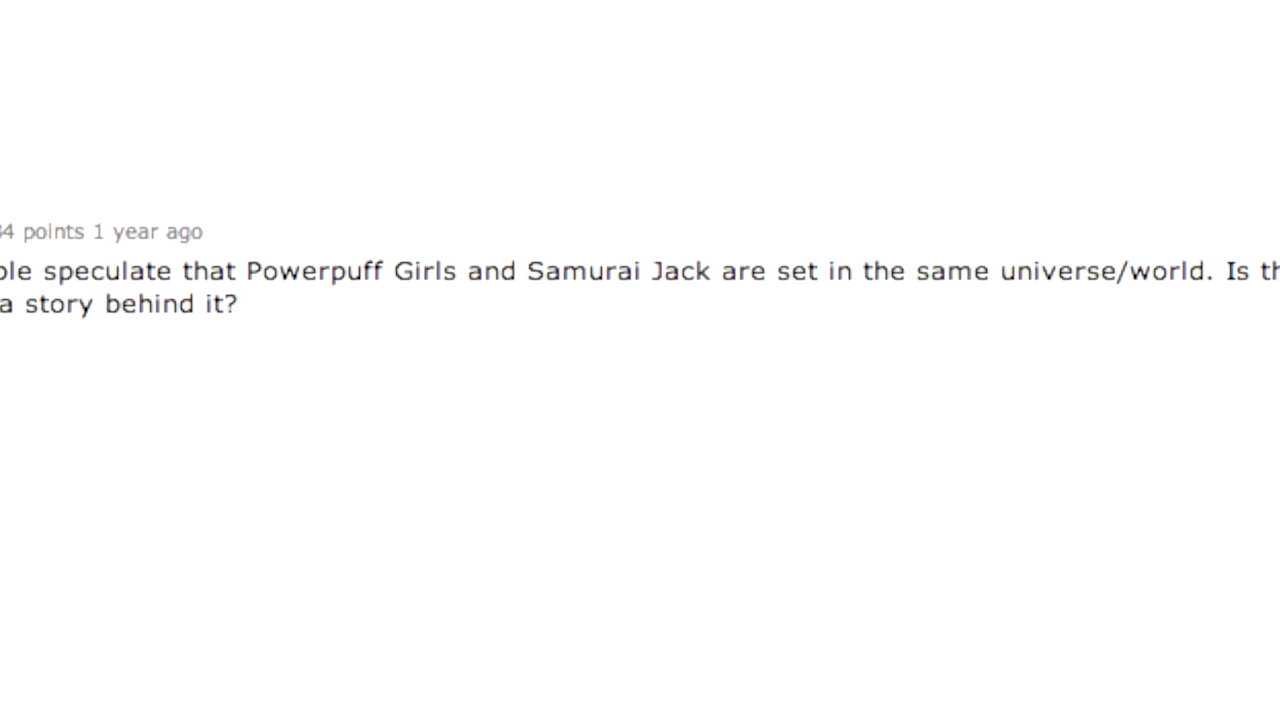 points 1 year ago
speculate that Powerpuff Girls and Samurai Jack are set in the same universe/world. Is
a story behind it?